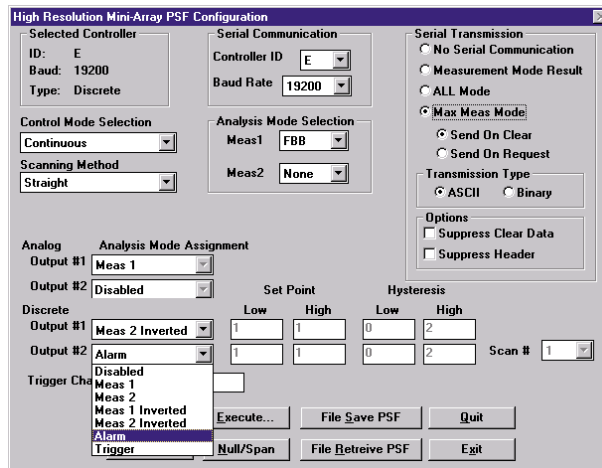 High Resolution Mini-Array PSF Configuration
Selected Controller
ID: E
Baud: 19200
Type: Discrete
Serial Communication
Controller ID E
Baud Rate 19200
Serial Transmission
No Serial Communication
Measurement Mode Result
ALL Mode
Max Meas Mode
Send On Clear
Send On Request
Transmission Type
ASCII Binary
Options
Suppress Clear Data
Suppress Header
Control Mode Selection
Continuous
Scanning Method
Straight
Analysis Mode Selection
Meas1 FBB
Meas2 None
Analog Analysis Mode Assignment
Output #1 Meas 1
Output #2 Disabled
Set Point Hysteresis
Discrete Low High Low High
Output #1 Meas 2 Inverted 1 1 0 2
Output #2 Alarm 1 1 0 2 Scan # 1
Trigger Cha
Disabled
Meas 1
Meas 2
Meas 1 Inverted
Meas 2 Inverted
Alarm
Trigger
Execute... File Save PSF Quit
Null/Span File Retreive PSF Exit